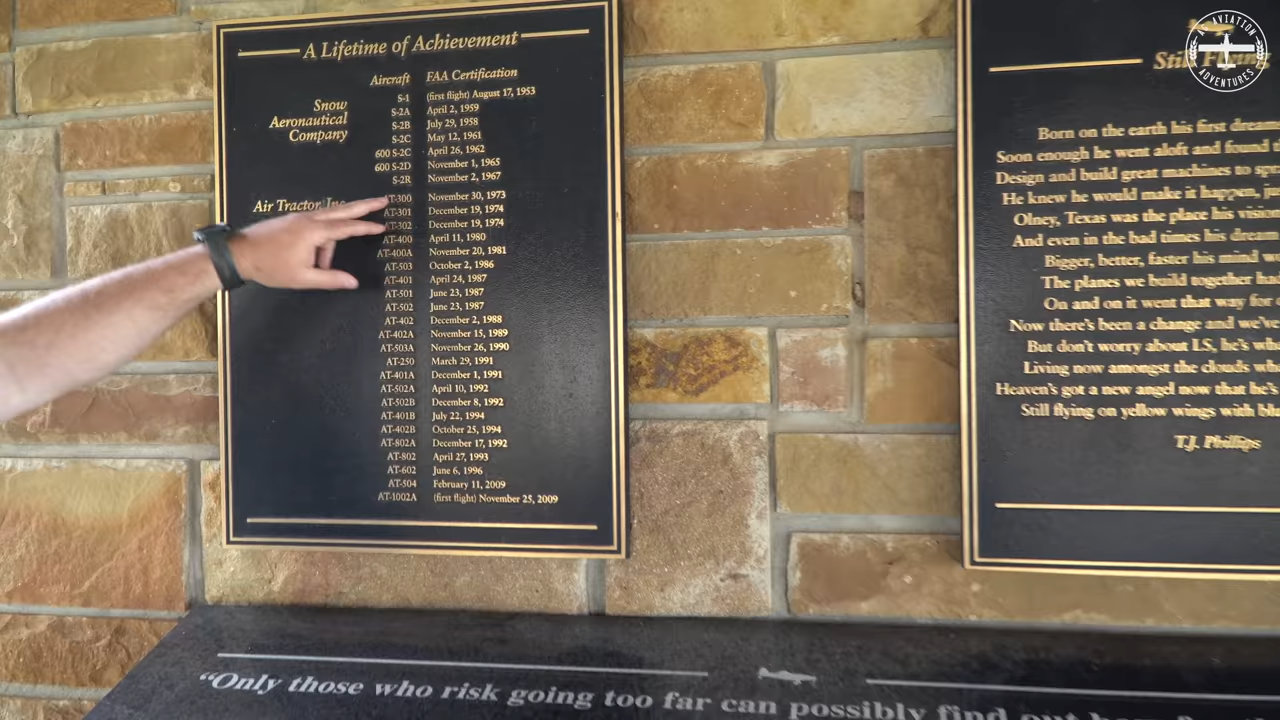 A Lifetime of Achievement
Aircraft FAA Certification
Snow Aeronautical Company
S-1 (first flight) August 17, 1953
S-2A April 2, 1959
S-2B July 29, 1958
S-2C May 12, 1961
600 S-2C April 26, 1962
600 S-2D November 1, 1965
S-2R November 2, 1967
Air Tractor Inc.
AT-300 November 30, 1973
AT-301 December 19, 1974
AT-302 December 19, 1974
AT-400 April 11, 1980
AT-400A November 20, 1981
AT-503 October 2, 1986
AT-401 April 24, 1987
AT-501 June 23, 1987
AT-502 June 23, 1987
AT-402 December 2, 1988
AT-402A November 15, 1989
AT-503A November 26, 1990
AT-250 March 29, 1991
AT-401A December 1, 1991
AT-502A April 10, 1992
AT-502B December 8, 1992
AT-401B July 22, 1994
AT-402B October 25, 1994
AT-802A December 17, 1992
AT-802 April 27, 1993
AT-602 June 6, 1996
AT-504 February 11, 2009
AT-1002A (first flight) November 25, 2009
Still Flying
Born on the earth his first dream
Soon enough he went aloft and found
Design and build great machines to
He knew he would make it happen,
Olney, Texas was the place his vision
And even in the bad times his dream
Bigger, better, faster his mind
The planes we build together
On and on it went that way for
Now there's been a change and we've
But don't worry about LS, he's
Living now amongst the clouds
Heaven's got a new angel now that he's
Still flying on yellow wings with
T.J. Phillips
AG AVIATION
ADVENTURES
“Only those who risk going too far can possibly find out